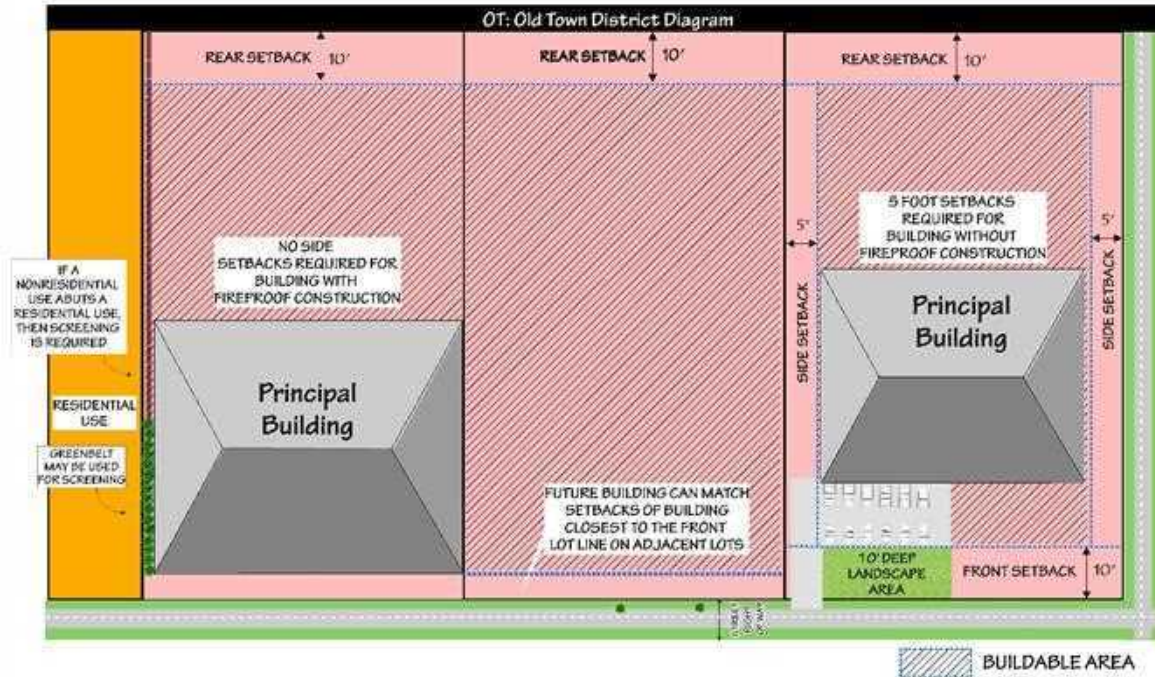 OT: Old Town District Diagram
REAR SETBACK 10'
REAR SETBACK 10'
REAR SETBACK 10'
NO SIDE
SETBACKS REQUIRED FOR
BUILDING WITH
FIREPROOF CONSTRUCTION
5 FOOT SETBACKS
REQUIRED FOR
BUILDING WITHOUT
FIREPROOF CONSTRUCTION
5'
SIDE SETBACK
5'
SIDE SETBACK
IF A
NONRESIDENTIAL
USE ABUTS A
RESIDENTIAL USE,
THEN SCREENING
IS REQUIRED
RESIDENTIAL
USE
GREENBELT
MAY BE USED
FOR SCREENING
Principal
Building
Principal
Building
FUTURE BUILDING CAN MATCH
SETBACKS OF BUILDING
CLOSEST TO THE FRONT
LOT LINE ON ADJACENT LOTS
10' DEEP
LANDSCAPE
AREA
FRONT SETBACK 10'
STREET
RIGHT
OF WAY
BUILDABLE AREA